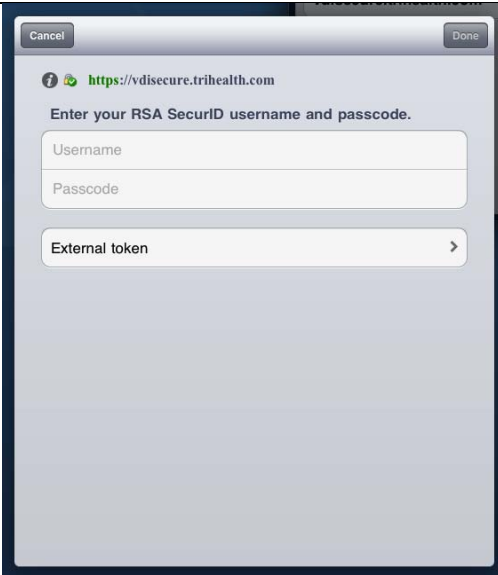 Cancel
Done
https://vdisecure.trihealth.com
Enter your RSA SecurID username and passcode.
Username
Passcode
External token